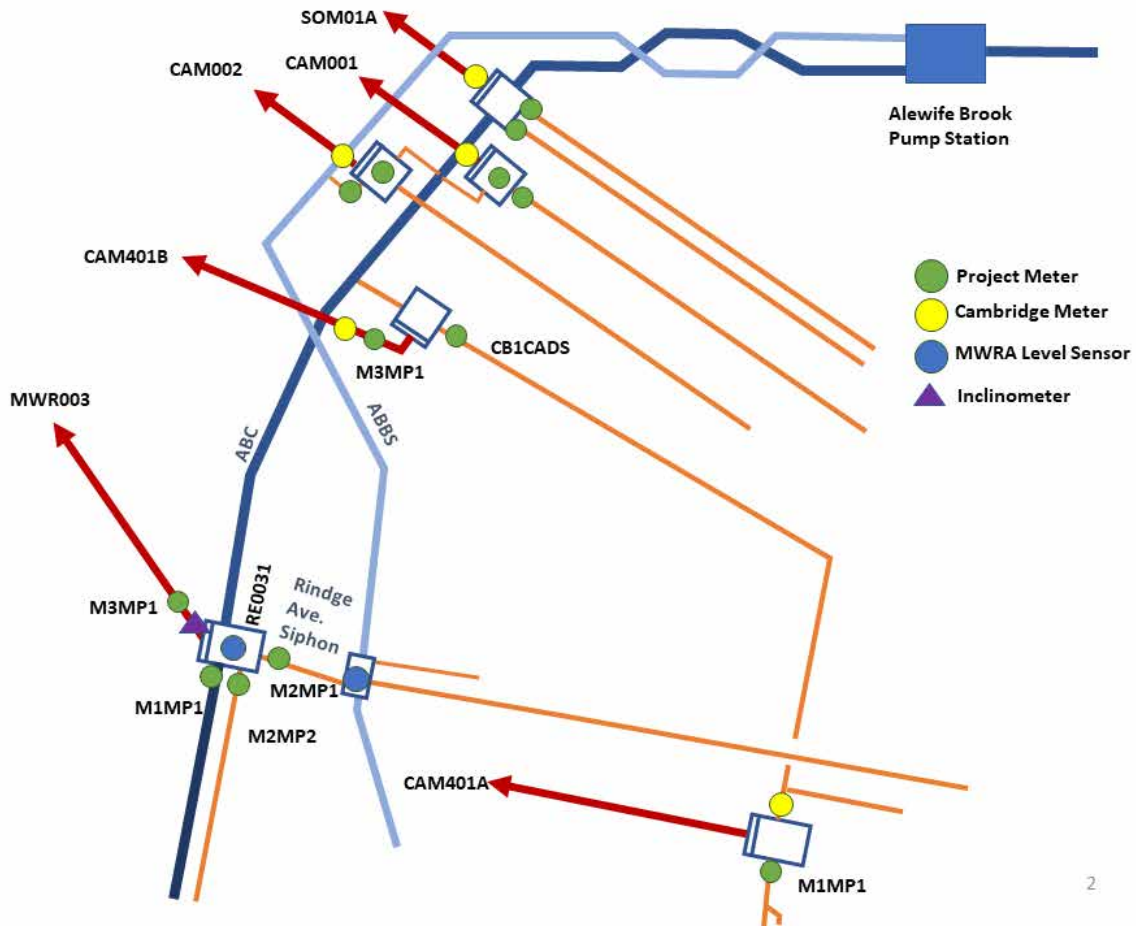 SOM01A
CAM001
CAM002
Alewife Brook
Pump Station
CAM401B
Project Meter
Cambridge Meter
MWRA Level Sensor
Inclinometer
CB1CADS
M3MP1
MWR003
ABC
ABBS
RE0031
Rindge
Ave.
Siphon
M3MP1
M2MP1
M1MP1
M2MP2
CAM401A
M1MP1
2